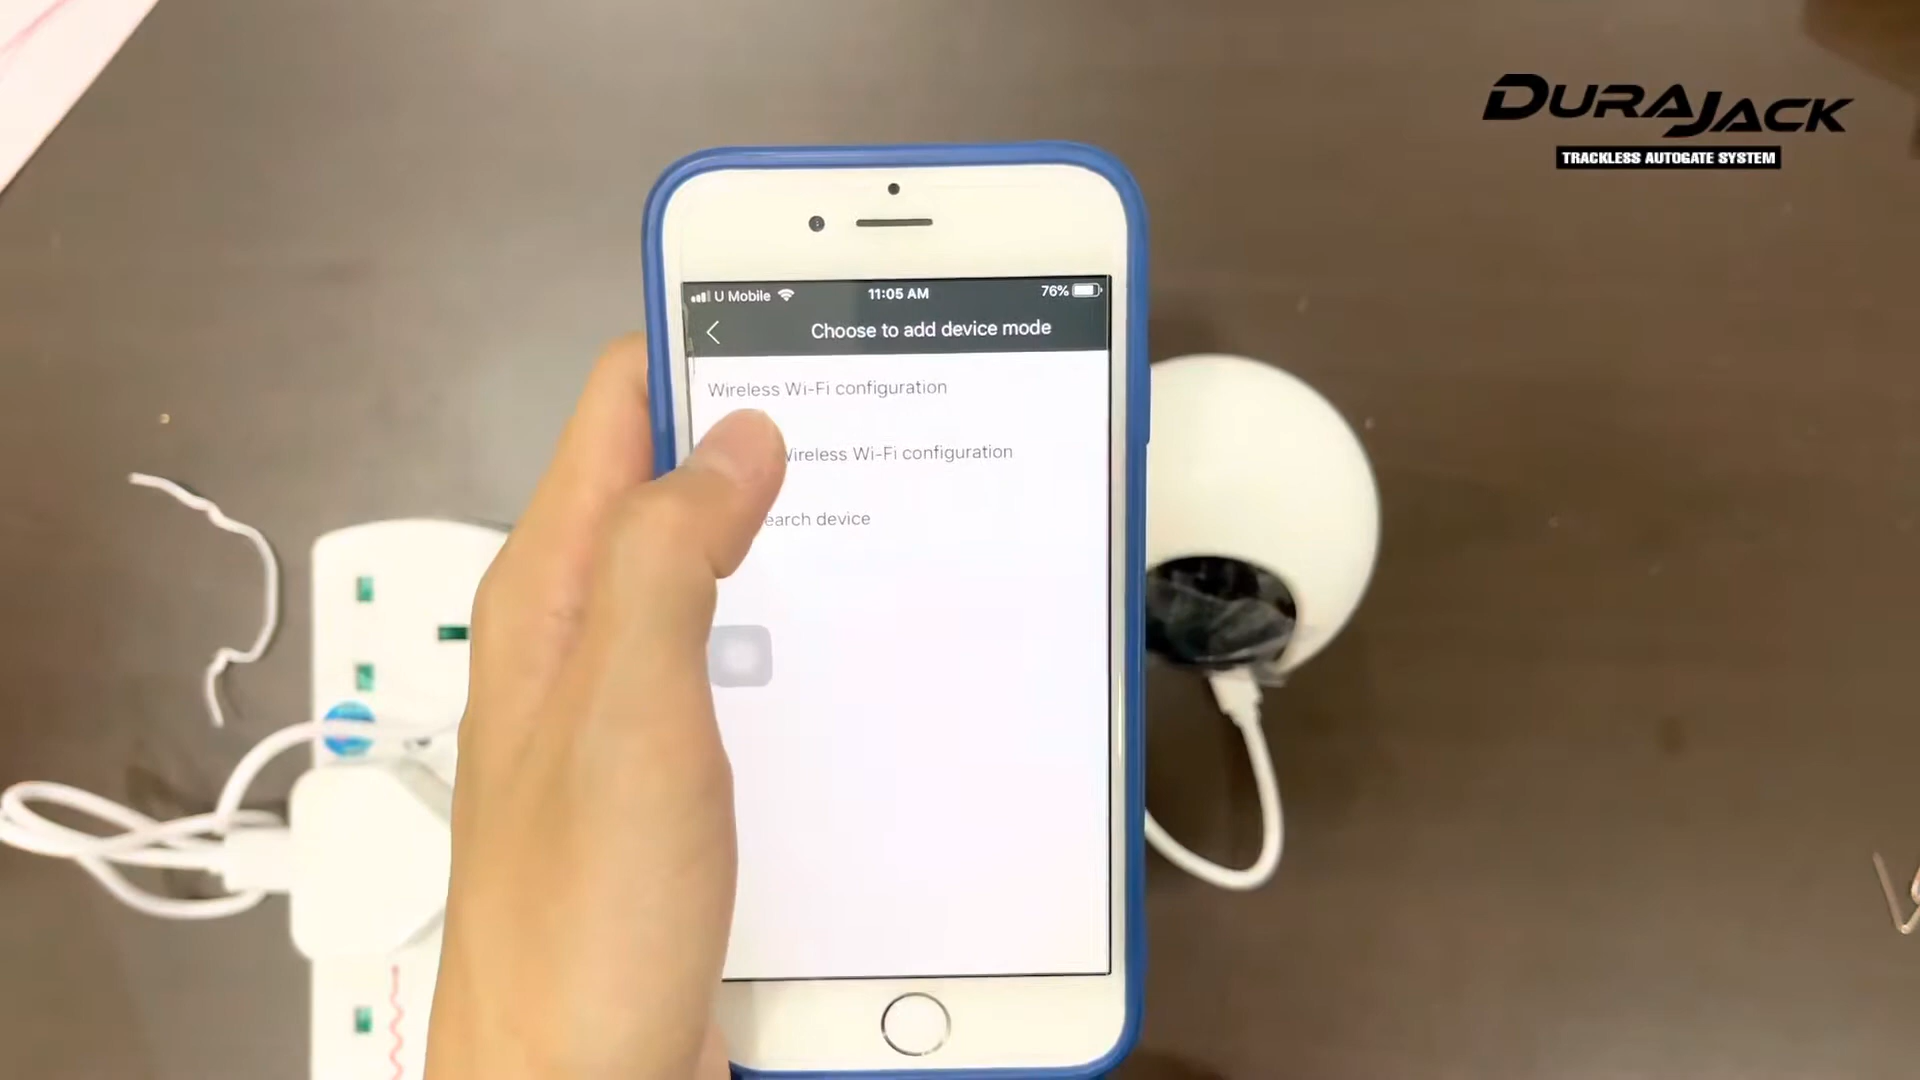 DURAJACK
TRACKLESS AUTOGATE SYSTEM
U Mobile
11:05 AM
76%
Choose to add device mode
Wireless Wi-Fi configuration
Wireless Wi-Fi configuration
earch device